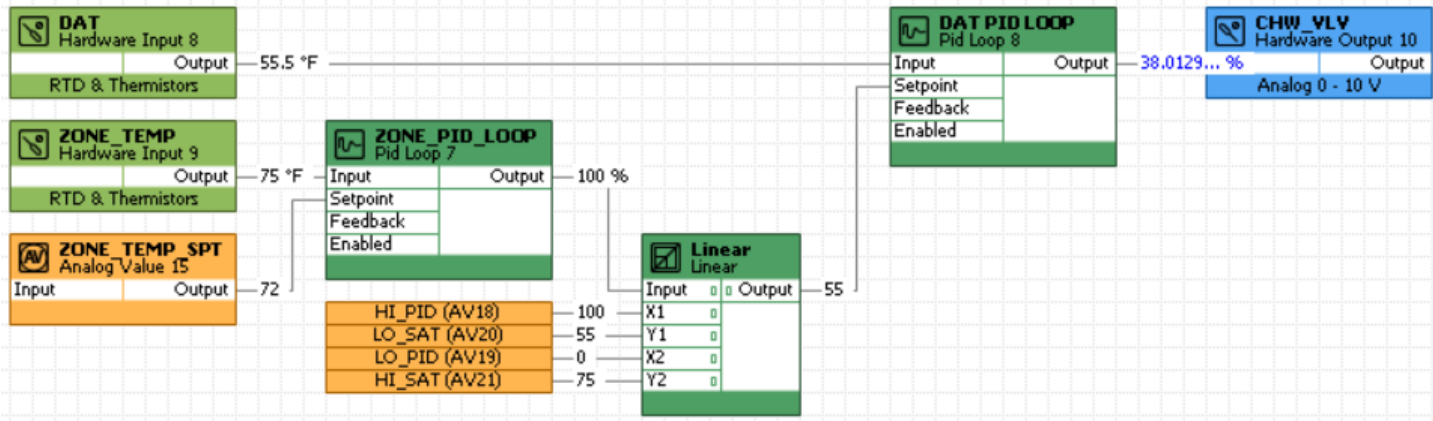 DAT
Hardware Input 8
Output
55.5 °F
RTD & Thermistors
DAT PID LOOP
Pid Loop 8
Input
Output
38.0129... %
Setpoint
Feedback
Enabled
CHW_VLV
Hardware Output 10
Output
Analog 0 - 10 V
ZONE_TEMP
Hardware Input 9
Output
75 °F
RTD & Thermistors
ZONE_PID_LOOP
Pid Loop 7
Input
Output
100 %
Setpoint
Feedback
Enabled
AV
ZONE_TEMP_SPT
Analog Value 15
Input
Output
72
HI_PID (AV18)
100
LO_SAT (AV20)
55
LO_PID (AV19)
0
HI_SAT (AV21)
75
Linear
Linear
Input
Output
55
X1
Y1
X2
Y2